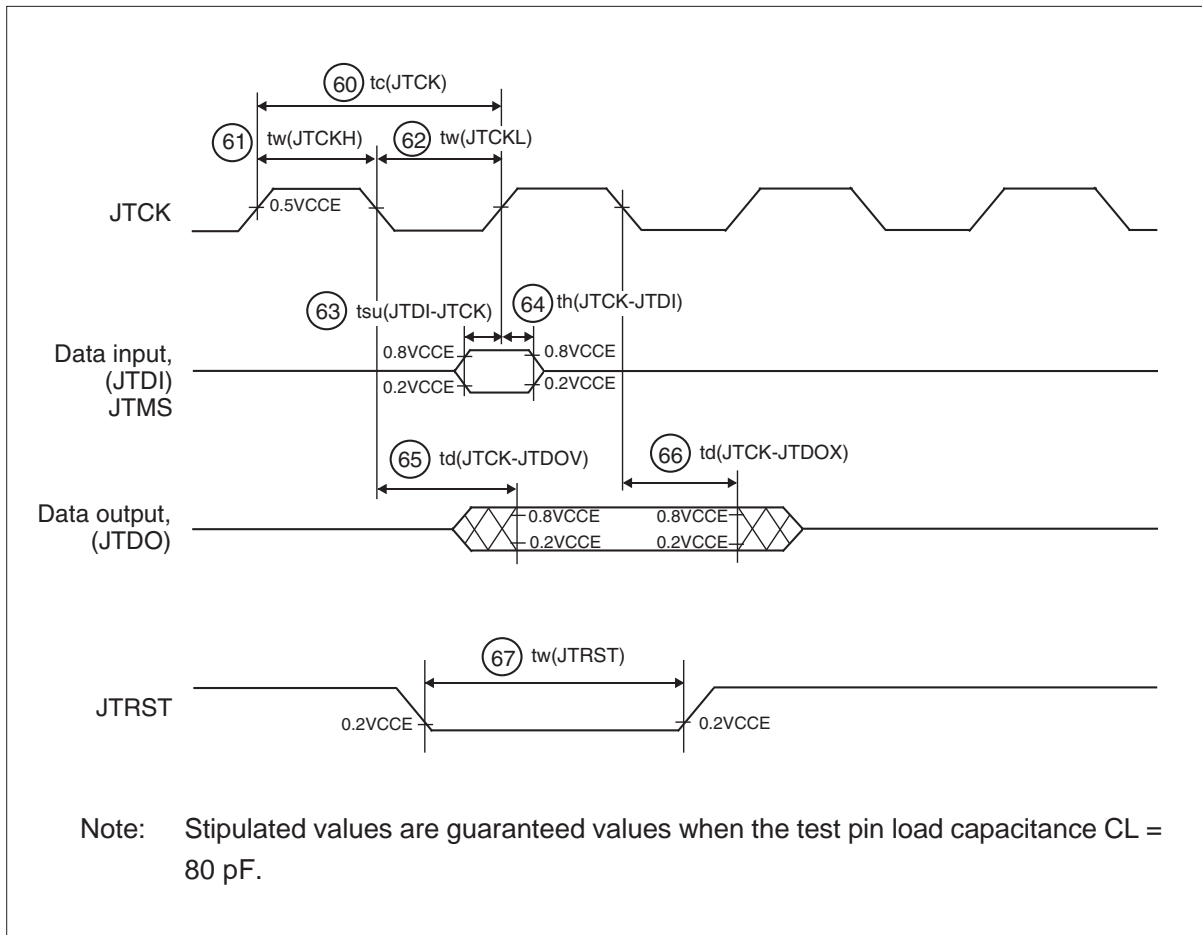 60 tc(JTCK)
61 tw(JTCKH) 62 tw(JTCKL)
JTCK
0.5VCCE
63 tsu(JTDI-JTCK) 64 th(JTCK-JTDI)
Data input,
(JTDI)
JTMS
0.8VCCE 0.8VCCE
0.2VCCE 0.2VCCE
65 td(JTCK-JTDOV) 66 td(JTCK-JTDOX)
Data output,
(JTDO)
0.8VCCE 0.8VCCE
0.2VCCE 0.2VCCE
67 tw(JTRST)
JTRST
0.2VCCE 0.2VCCE
Note: Stipulated values are guaranteed values when the test pin load capacitance CL =
80 pF.